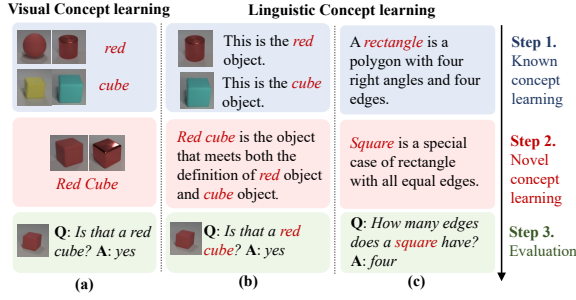 Visual Concept learning
Linguistic Concept learning
red
cube
This is the red
object.
This is the cube
object.
A rectangle is a
polygon with four
right angles and four
edges.
Step 1.
Known
concept
learning
Red Cube
Red cube is the object
that meets both the
definition of red object
and cube object.
Square is a special
case of rectangle
with all equal edges.
Step 2.
Novel
concept
learning
Q: Is that a red
cube? A: yes
Q: Is that a red
cube? A: yes
Q: How many edges
does a square have?
A: four
Step 3.
Evaluation
(a)
(b)
(c)